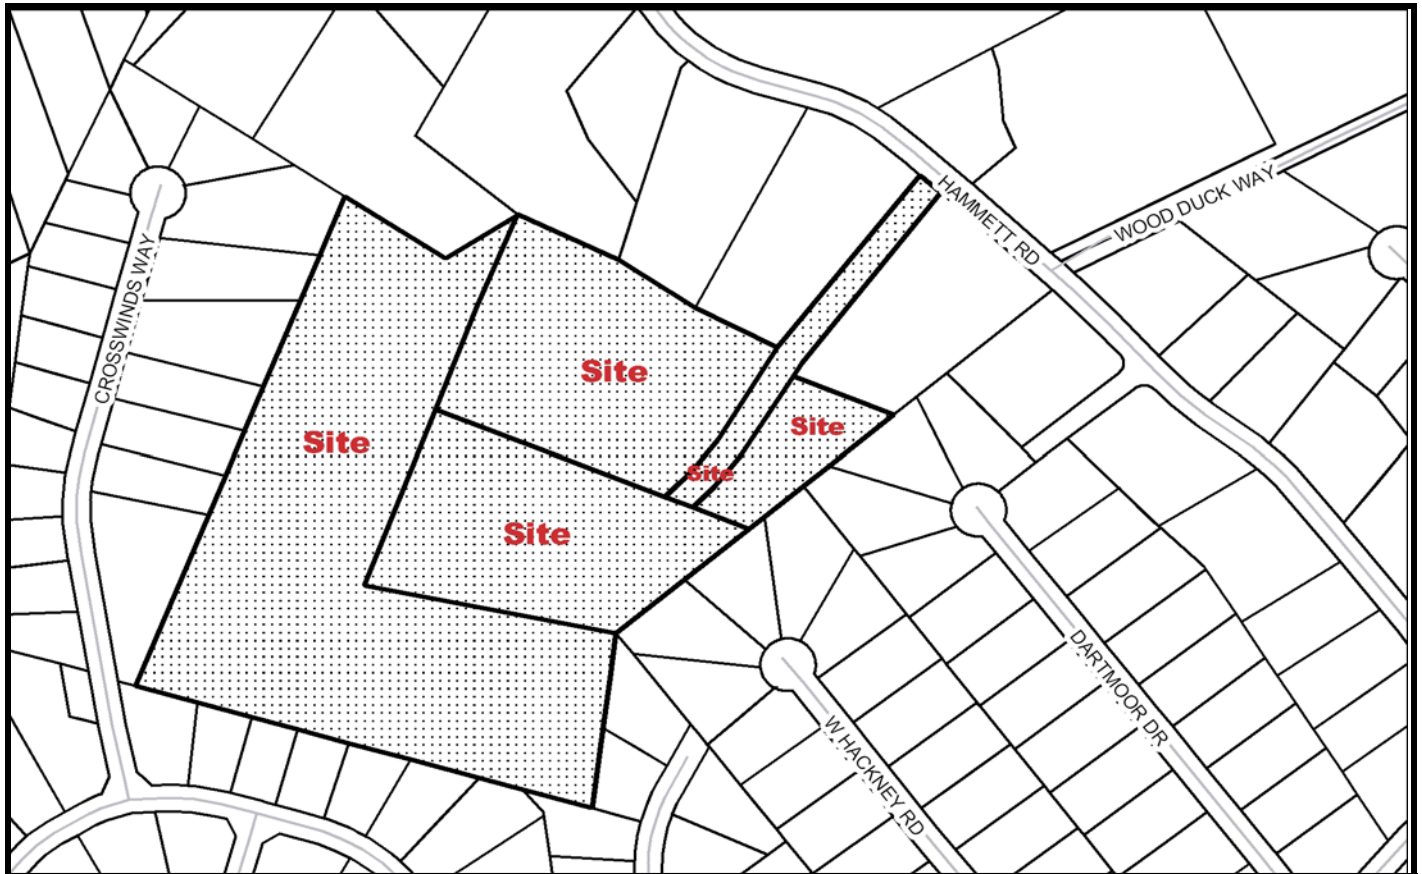 HAMMETT RD
WOOD DUCK WAY
CROSSWINDS WAY
Site
Site
Site
Site
Site
DARTMOOR DR
W HACKNEY RD